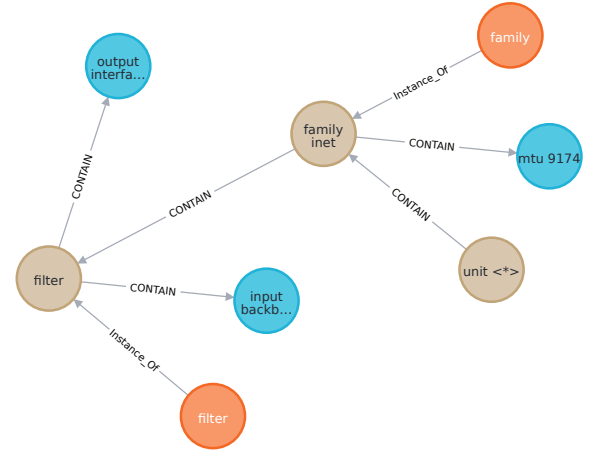 family
output
interfa...
Instance_Of
family
inet
CONTAIN
mtu 9174
CONTAIN
CONTAIN
CONTAIN
unit <*>
filter
CONTAIN
input
backb...
Instance_Of
filter